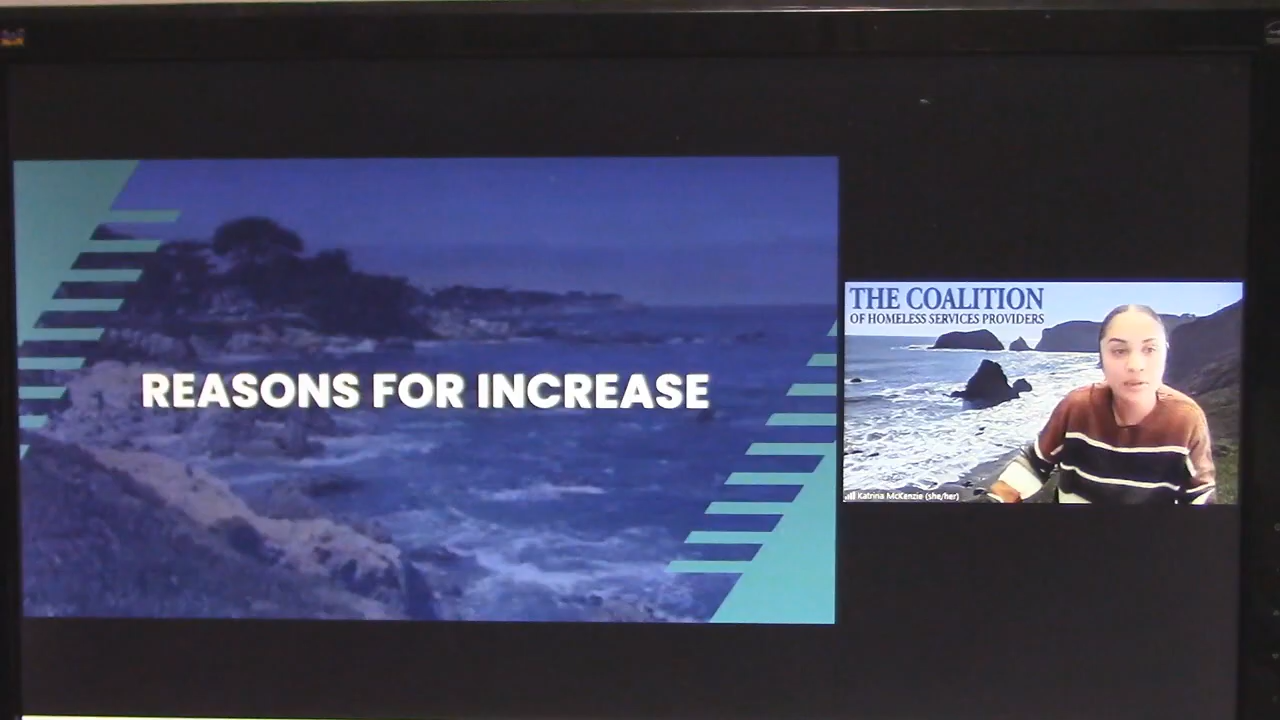 REASONS FOR INCREASE
THE COALITION
OF HOMELESS SERVICES PROVIDERS
Katrina McKenzie (she/her)